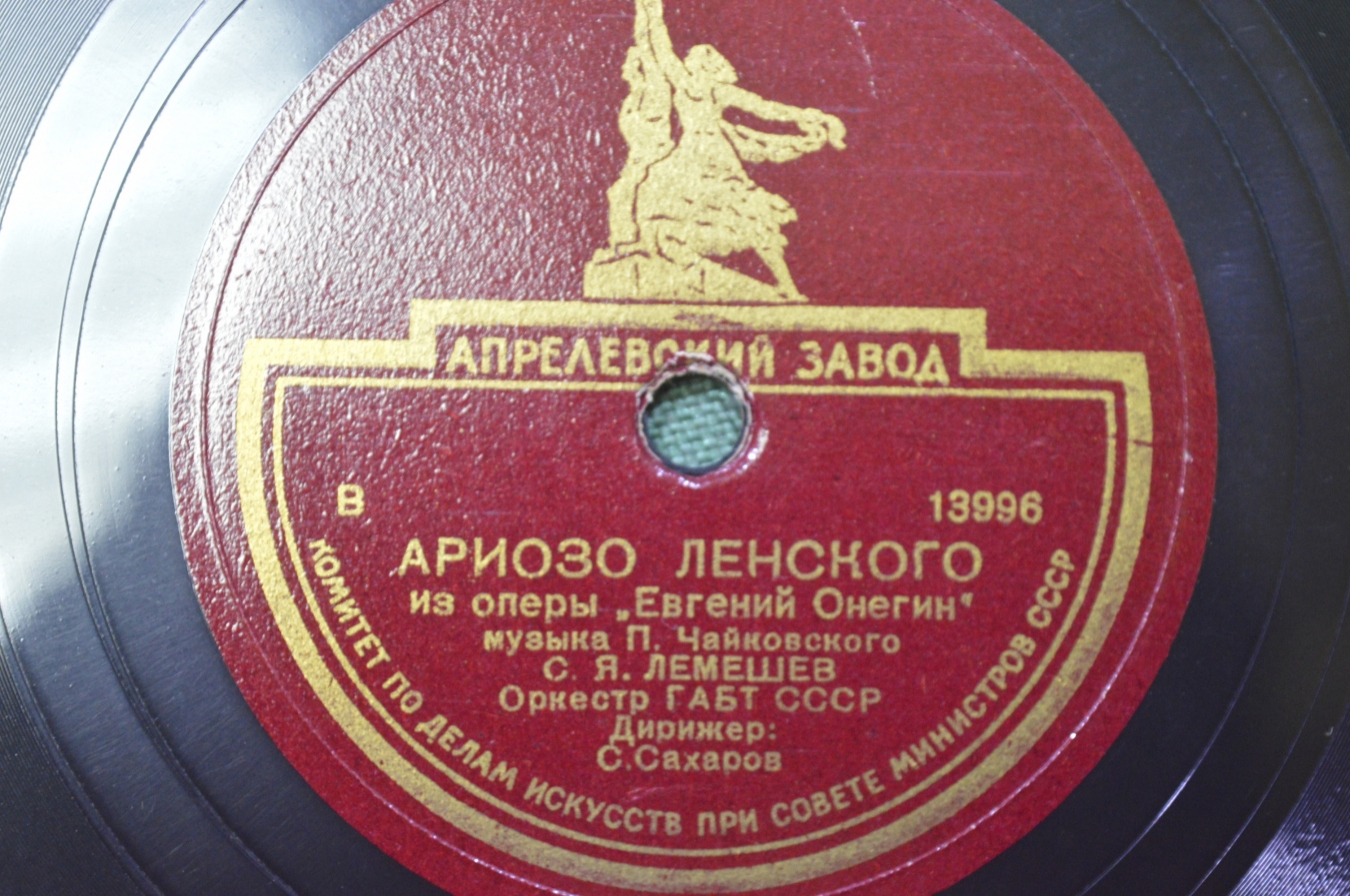 АПРЕЛЕВСКИЙ ЗАВОД
В 13996
АРИОЗО ЛЕНСКОГО
из оперы „Евгений Онегин"
музыка П. Чайковского
С. Я. ЛЕМЕШЕВ
Оркестр ГАБТ СССР
Дирижер:
С.Сахаров
КОМИТЕТ ПО ДЕЛАМ ИСКУССТВ ПРИ СОВЕТЕ МИНИСТРОВ СССР